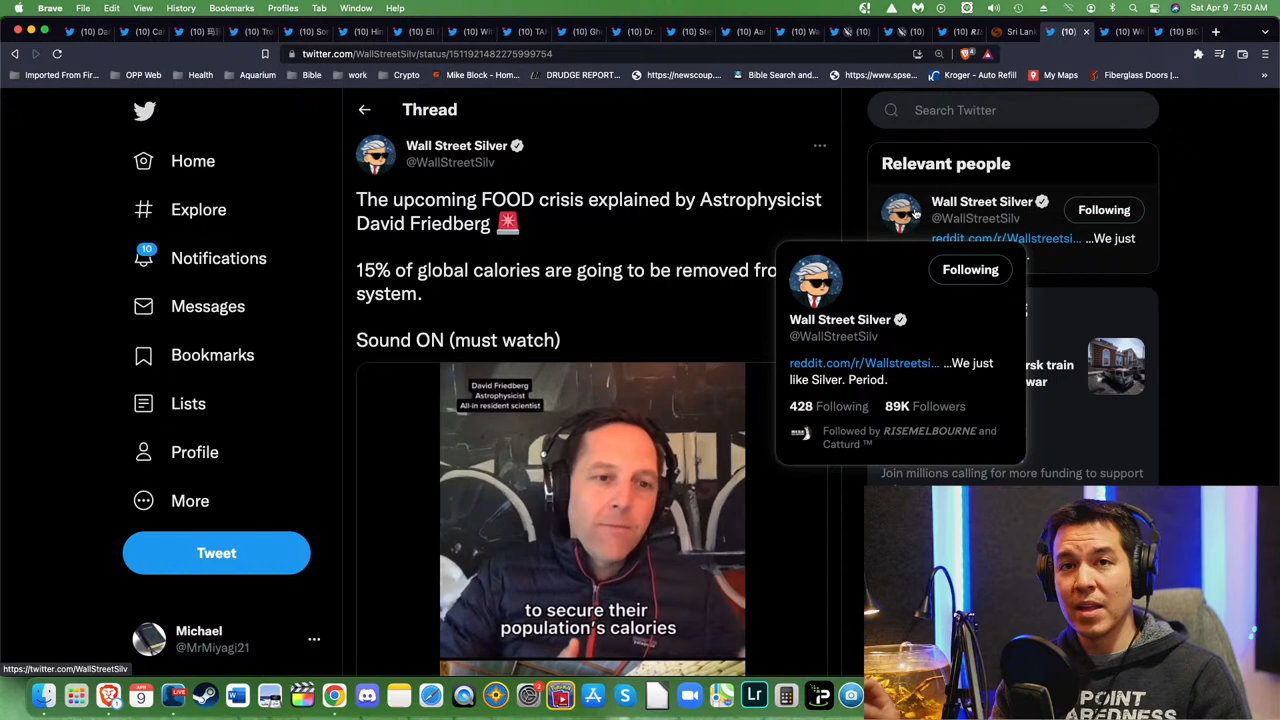 Brave File Edit View History Bookmarks Profiles Tab Window Help Sat Apr 9 7:50 AM
twitter.com/WallStreetSilv/status/1511921482275999754
Imported From Fir... OPP Web Health Aquarium Bible work Crypto Mike Block - Hom... DRUDGE REPORT... https://newscoup... Bible Search and... https://www.spse... Kroger - Auto Refill My Maps Fiberglass Doors |...
Home
Explore
10
Notifications
Messages
Bookmarks
Lists
Profile
More
Tweet
Michael
@MrMiyagi21
https://twitter.com/WallStreetSilv
Thread
Wall Street Silver
@WallStreetSilv
The upcoming FOOD crisis explained by Astrophysicist
David Friedberg 🚨
15% of global calories are going to be removed
system.
Sound ON (must watch)
David Friedberg
Astrophysicist
All-in resident scientist
to secure their
population's calories
Search Twitter
Relevant people
Wall Street Silver
@WallStreetSilv
Following
reddit.com/r/Wallstreetsi... ...We just
Following
Wall Street Silver
@WallStreetSilv
reddit.com/r/Wallstreetsi... ...We just
like Silver. Period.
428 Following 89K Followers
Followed by RISEMELBOURNE and
Catturd ™
rsk train
war
Join millions calling for more funding to support
POINT